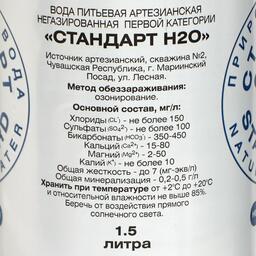 ВОДА ПИТЬЕВАЯ АРТЕЗИАНСКАЯ
НЕГАЗИРОВАННАЯ ПЕРВОЙ КАТЕГОРИИ
«СТАНДАРТ Н2О»
Источник артезианский, скважина №2,
Чувашская Республика, г. Мариинский
Посад, ул. Лесная.
Метод обеззараживания:
озонирование.
Основной состав, мг/л:
Хлориды (CL⁻) - не более 150
Сульфаты (SO4²⁻) - не более 100
Бикарбонаты (HCO3⁻) - 350-450
Кальций (Ca²⁺) - 15-80
Магний (Mg²⁺) - 2-50
Калий (K⁺) - не более 10
Общая жесткость - до 7 (мг-экв/л)
Общая минерализация - 0,2-0,5 г/л
Хранить при температуре от +2°С до +20°С
и относительной влажности не выше 85%.
Беречь от воздействия прямого
солнечного света.
1.5
литра
ВОДА
WATER
ПРИРО
NATUR